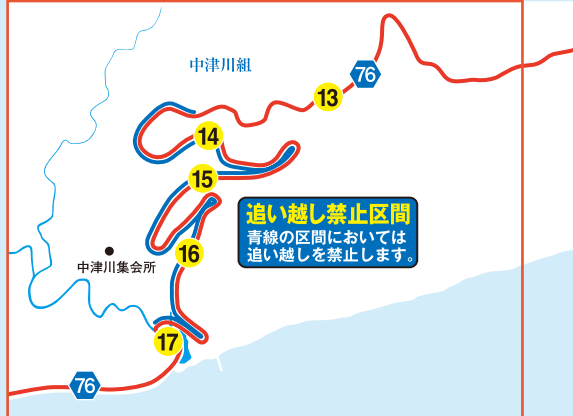 中津川組
76
13
14
15
追い越し禁止区間
青線の区間においては
追い越しを禁止します。
16
中津川集会所
17
76